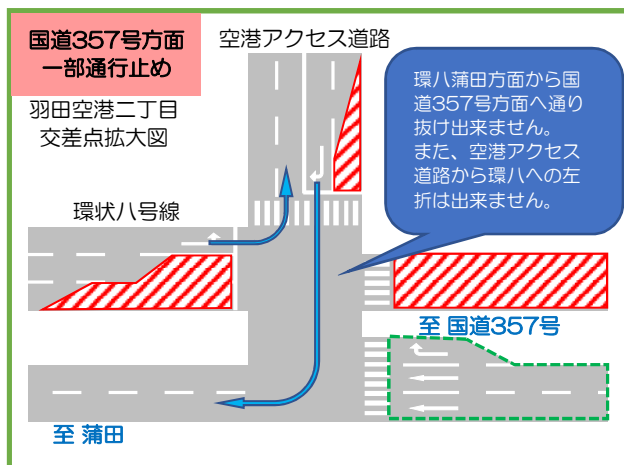 国道357号方面
一部通行止め
空港アクセス道路
羽田空港二丁目
交差点拡大図
環八蒲田方面から国
道357号方面へ通り
抜け出来ません。
また、空港アクセス
道路から環八への左
折は出来ません。
環状八号線
至 国道357号
至 蒲田